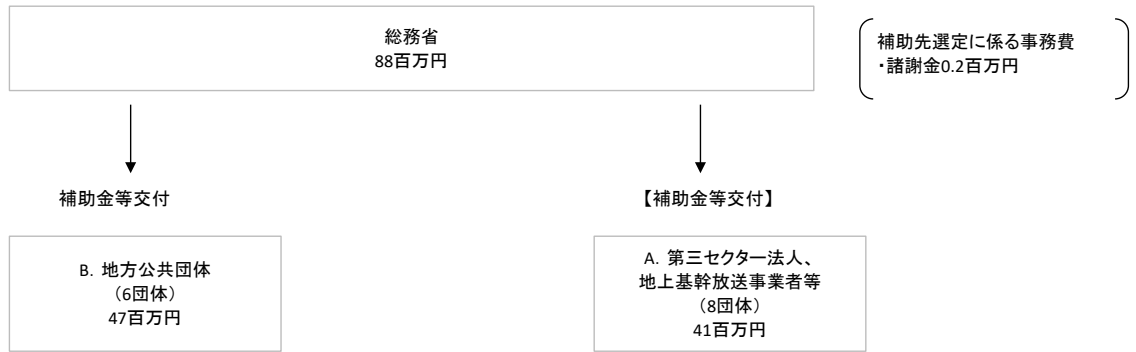 総務省
88百万円
補助先選定に係る事務費
・諸謝金0.2百万円
補助金等交付
【補助金等交付】
B. 地方公共団体
（6団体）
47百万円
A. 第三セクター法人、
地上基幹放送事業者等
（8団体）
41百万円